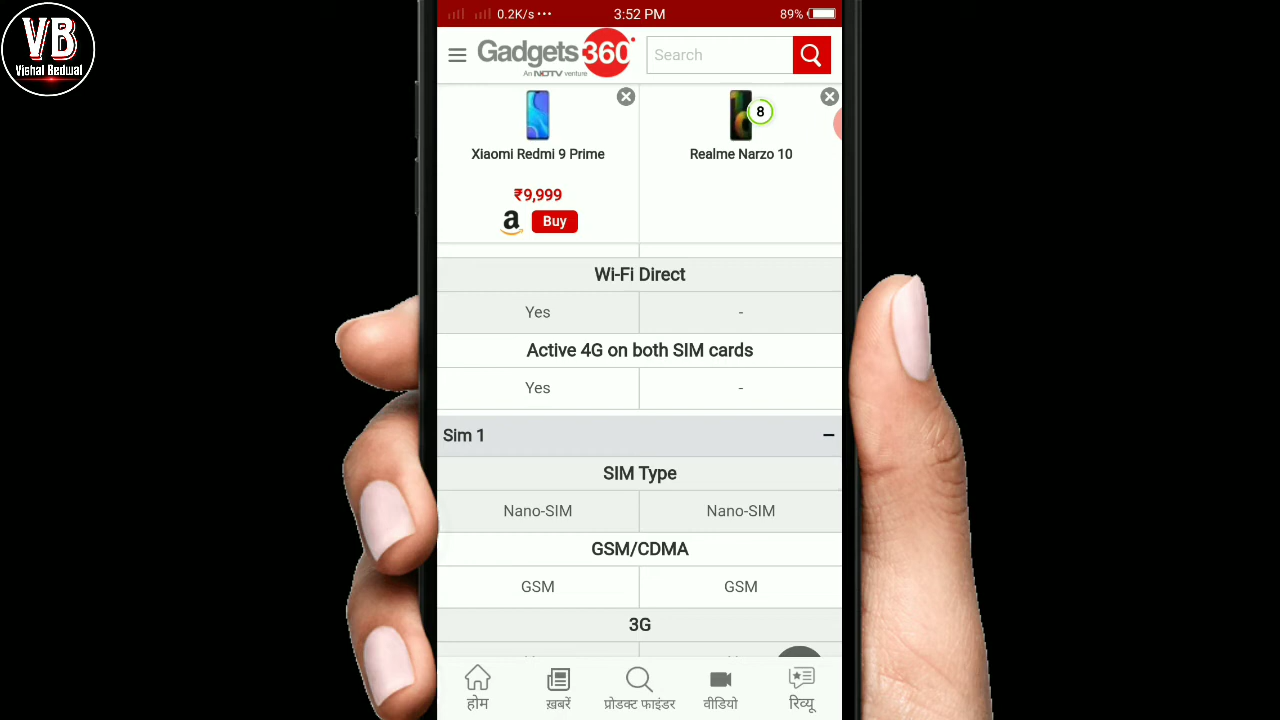 VB
Vishal Bedual
0.2K/s ... 3:52 PM 89%
Gadgets 360
An NDTV venture
Search
8
Xiaomi Redmi 9 Prime Realme Narzo 10
₹9,999
a Buy
Wi-Fi Direct
Yes -
Active 4G on both SIM cards
Yes -
Sim 1 −
SIM Type
Nano-SIM Nano-SIM
GSM/CDMA
GSM GSM
3G
होम ख़बरें प्रोडक्ट फाइंडर वीडियो रिव्यू